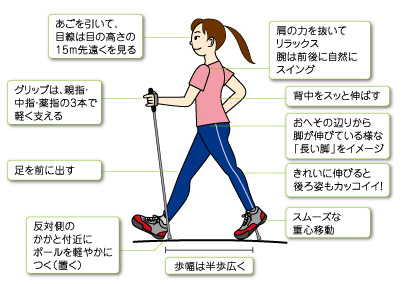 あごを引いて、
目線は目の高さの
15m先遠くを見る
肩の力を抜いて
リラックス
腕は前後に自然に
スイング
グリップは、親指・
中指・薬指の3本で
軽く支える
背中をスッと伸ばす
おへその辺りから
脚が伸びている様な
「長い脚」をイメージ
足を前に出す
きれいに伸びると
後ろ姿もカッコイイ!
反対側の
かかと付近に
ポールを軽やかに
つく(置く)
スムーズな
重心移動
歩幅は半歩広く